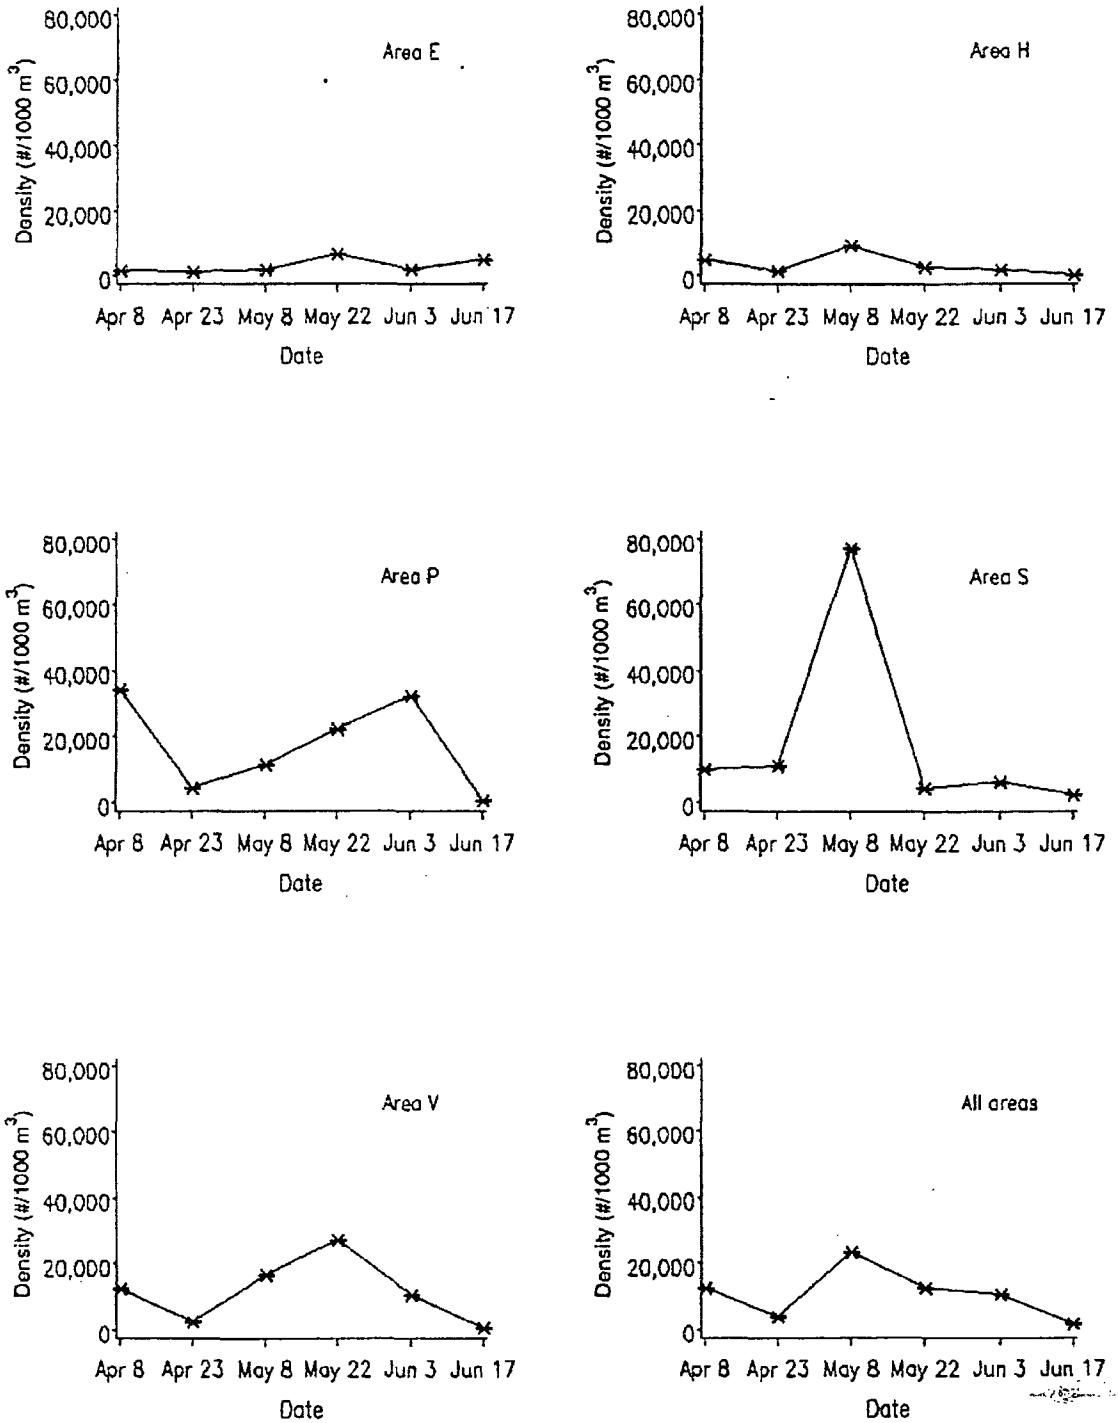 80,000
60,000
40,000
20,000
0
Density (#/1000 m³)
Area E
Apr 8 Apr 23 May 8 May 22 Jun 3 Jun 17
Date
80,000
60,000
40,000
20,000
0
Density (#/1000 m³)
Area H
Apr 8 Apr 23 May 8 May 22 Jun 3 Jun 17
Date
80,000
60,000
40,000
20,000
0
Density (#/1000 m³)
Area P
Apr 8 Apr 23 May 8 May 22 Jun 3 Jun 17
Date
80,000
60,000
40,000
20,000
0
Density (#/1000 m³)
Area S
Apr 8 Apr 23 May 8 May 22 Jun 3 Jun 17
Date
80,000
60,000
40,000
20,000
0
Density (#/1000 m³)
Area V
Apr 8 Apr 23 May 8 May 22 Jun 3 Jun 17
Date
80,000
60,000
40,000
20,000
0
Density (#/1000 m³)
All areas
Apr 8 Apr 23 May 8 May 22 Jun 3 Jun 17
Date